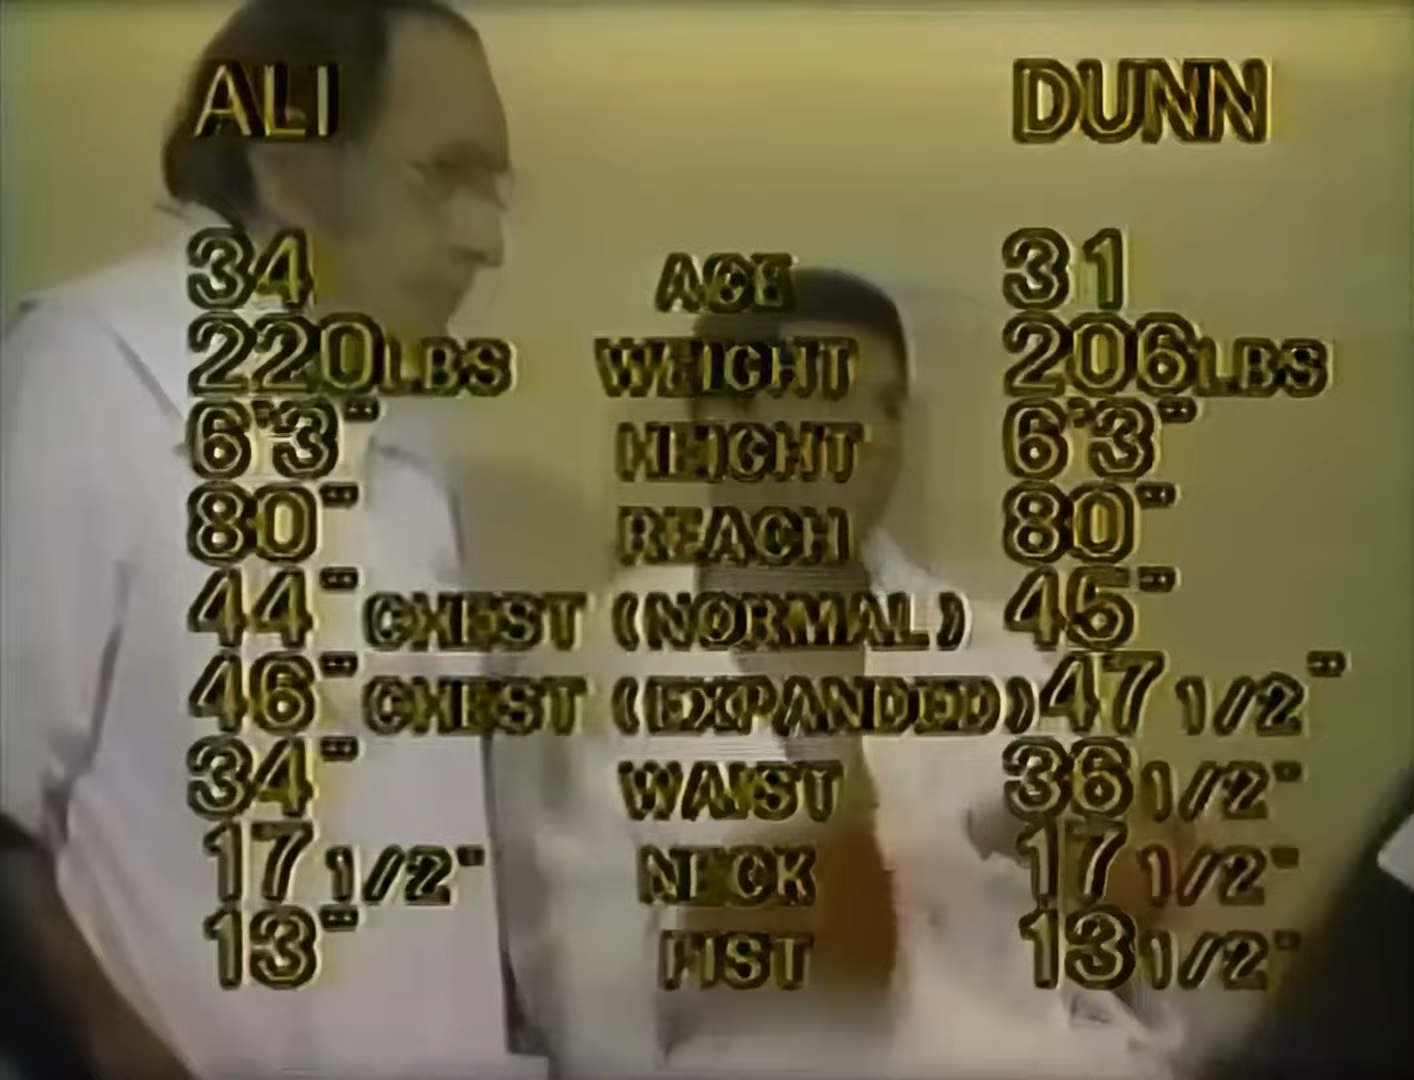 ALI DUNN
34 AGE 31
220LBS WEIGHT 206LBS
6'3" HEIGHT 6'3"
80" REACH 80"
44" CHEST (NORMAL) 45"
46" CHEST (EXPANDED) 47 1/2"
34" WAIST 36 1/2"
17 1/2" NECK 17 1/2"
13" FIST 13 1/2"